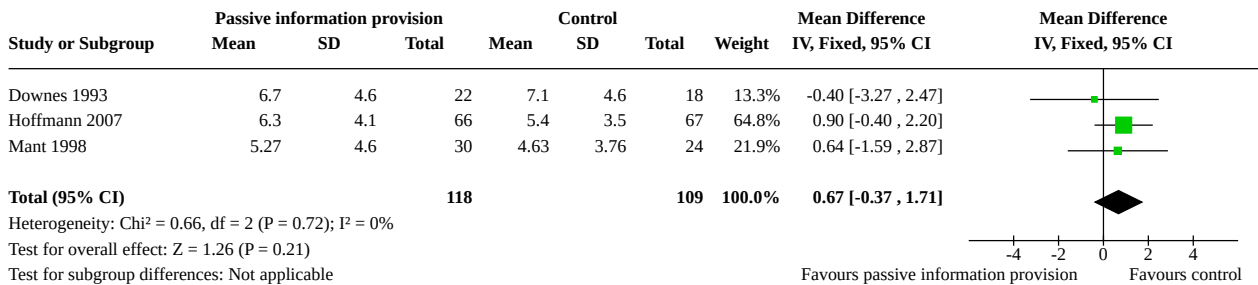 Passive information provision Control Mean Difference Mean Difference
Study or Subgroup Mean SD Total Mean SD Total Weight IV, Fixed, 95% CI IV, Fixed, 95% CI
Downes 1993 6.7 4.6 22 7.1 4.6 18 13.3% -0.40 [-3.27 , 2.47]
Hoffmann 2007 6.3 4.1 66 5.4 3.5 67 64.8% 0.90 [-0.40 , 2.20]
Mant 1998 5.27 4.6 30 4.63 3.76 24 21.9% 0.64 [-1.59 , 2.87]
Total (95% CI) 118 109 100.0% 0.67 [-0.37 , 1.71]
Heterogeneity: Chi² = 0.66, df = 2 (P = 0.72); I² = 0%
Test for overall effect: Z = 1.26 (P = 0.21) -4 -2 0 2 4
Test for subgroup differences: Not applicable Favours passive information provision Favours control